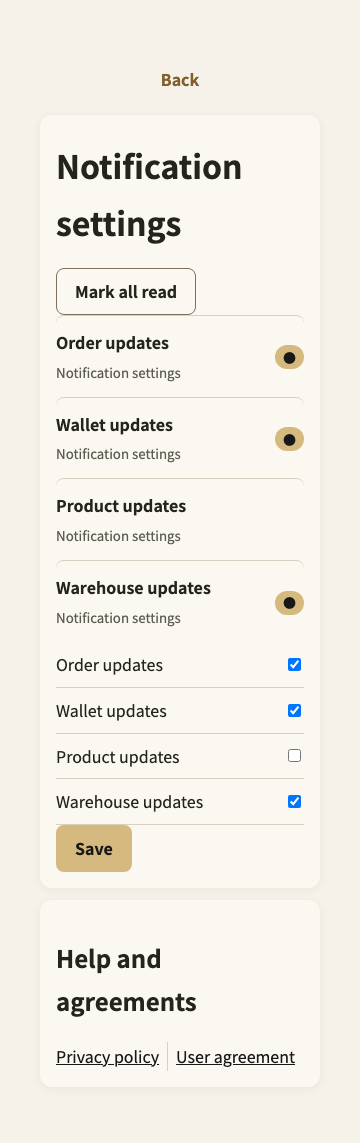 Back
Notification
settings
Mark all read
Order updates
Notification settings
Wallet updates
Notification settings
Product updates
Notification settings
Warehouse updates
Notification settings
Order updates
Wallet updates
Product updates
Warehouse updates
Save
Help and
agreements
Privacy policy User agreement